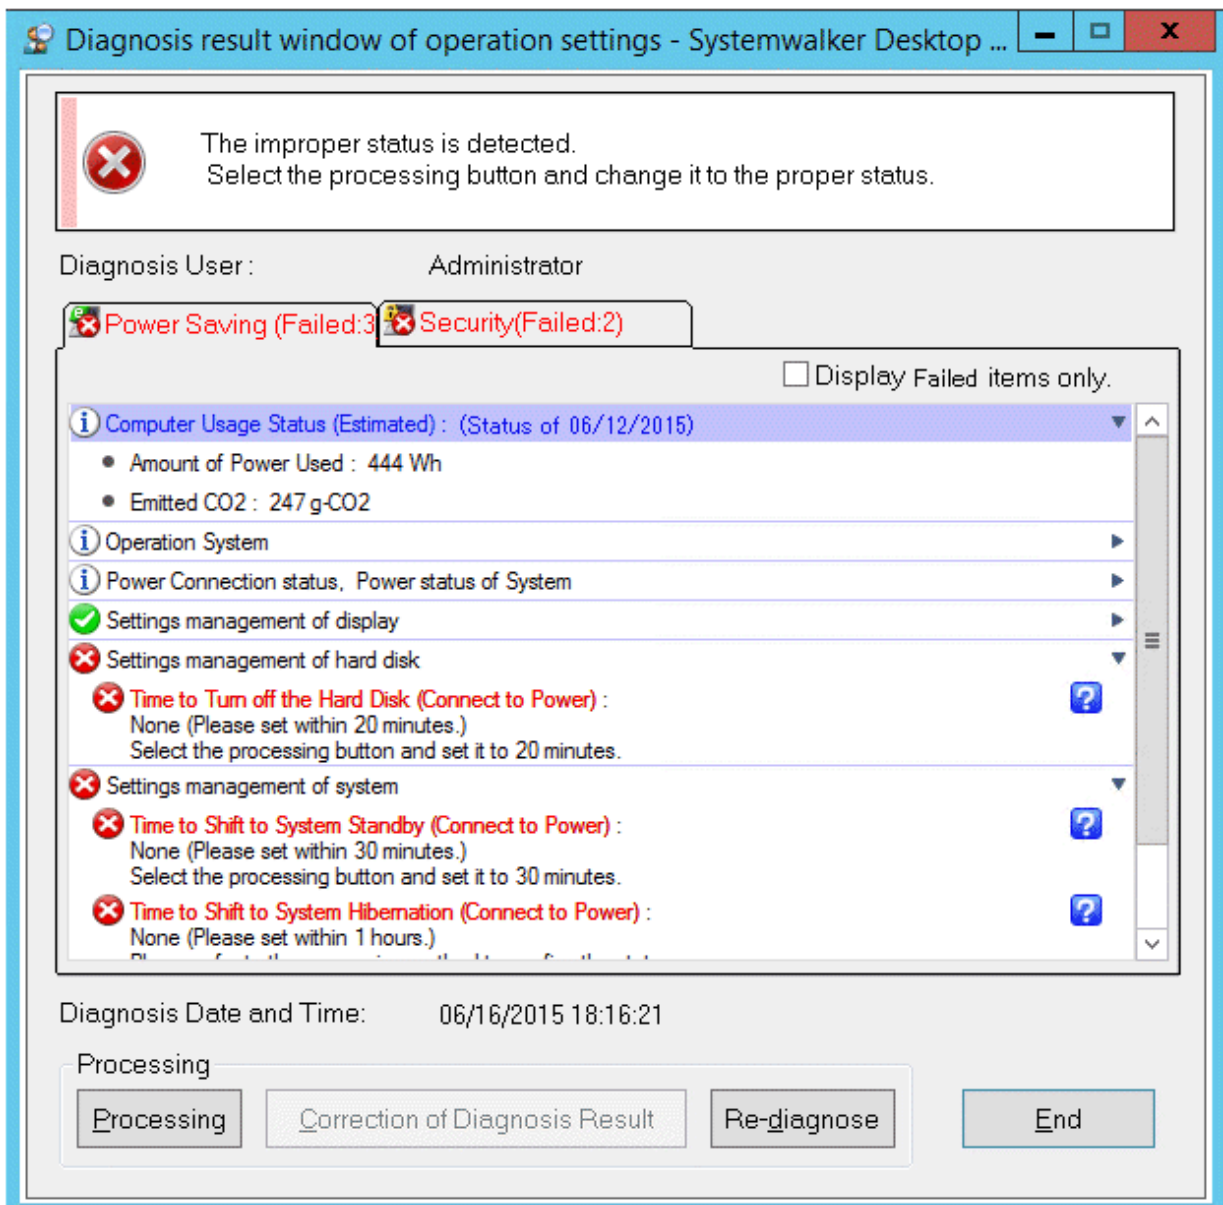 Diagnosis result window of operation settings - Systemwalker Desktop ...
The improper status is detected.
Select the processing button and change it to the proper status.
Diagnosis User : Administrator
Power Saving (Failed:3 Security(Failed:2)
Display Failed items only.
Computer Usage Status (Estimated) : (Status of 06/12/2015)
Amount of Power Used : 444 Wh
Emitted CO2 : 247 g-CO2
Operation System
Power Connection status, Power status of System
Settings management of display
Settings management of hard disk
Time to Turn off the Hard Disk (Connect to Power) :
None (Please set within 20 minutes.)
Select the processing button and set it to 20 minutes.
Settings management of system
Time to Shift to System Standby (Connect to Power) :
None (Please set within 30 minutes.)
Select the processing button and set it to 30 minutes.
Time to Shift to System Hibernation (Connect to Power) :
None (Please set within 1 hours.)
Diagnosis Date and Time: 06/16/2015 18:16:21
Processing
Processing Correction of Diagnosis Result Re-diagnose End